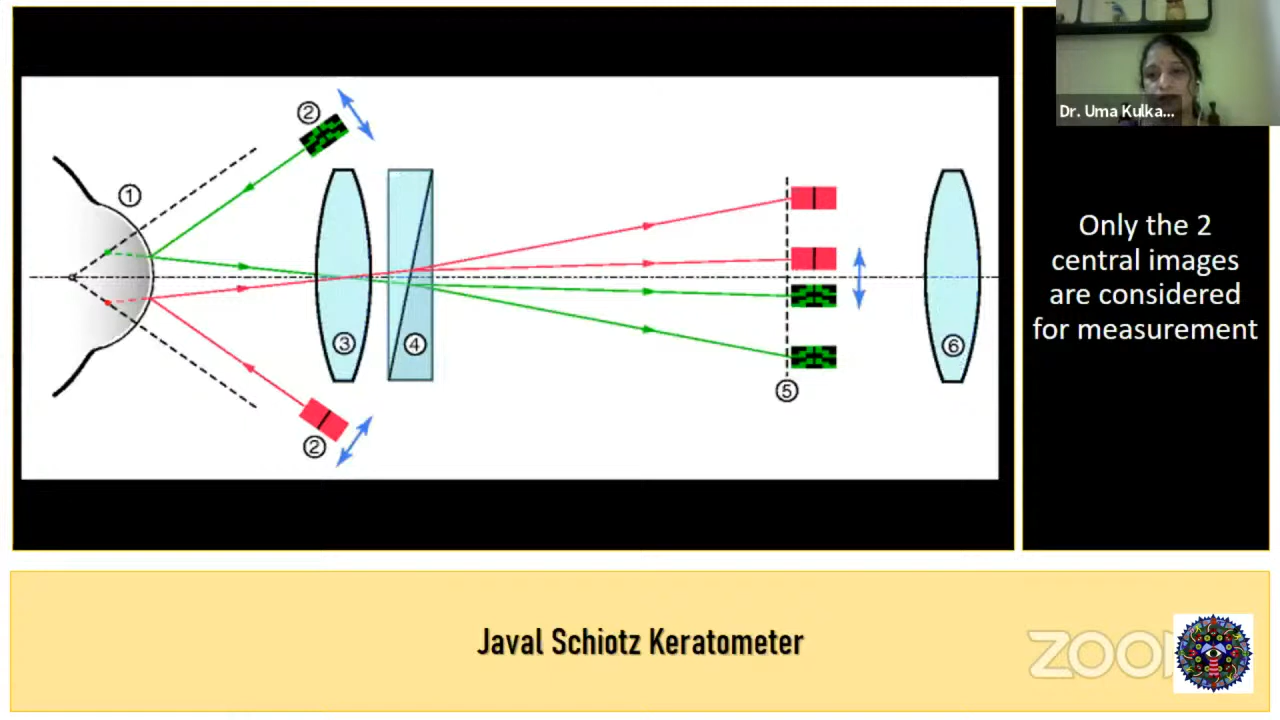 ②
①
③
④
⑤
⑥
②
Dr. Uma Kulka...
Only the 2
central images
are considered
for measurement
Javal Schiotz Keratometer
ZOOM